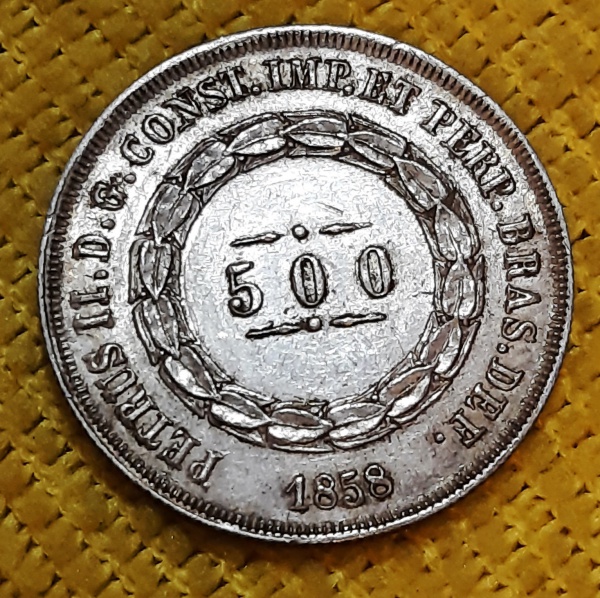 PETRUS II. D. G. CONST. IMP. ET PERP. BRAS. DEF.
500
1858